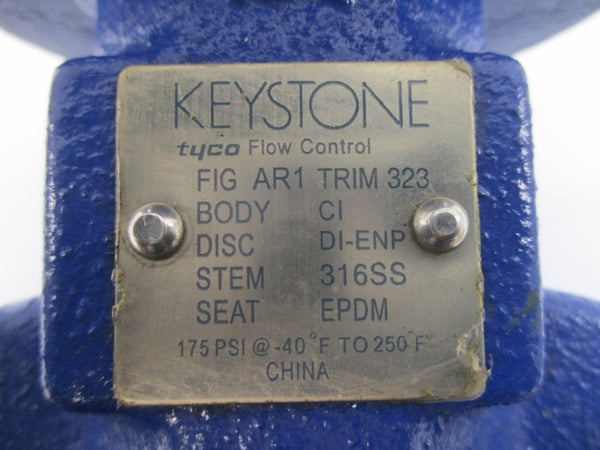 KEYSTONE
tyco Flow Control
FIG AR1 TRIM 323
BODY CI
DISC DI-ENP
STEM 316SS
SEAT EPDM
175 PSI @ -40°F TO 250°F
CHINA